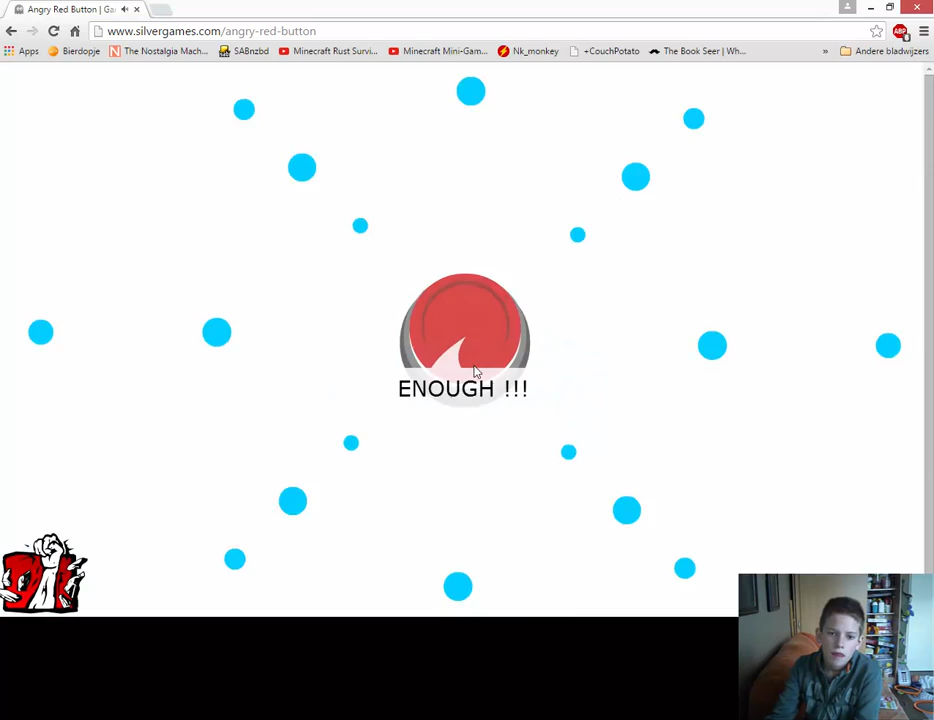 Angry Red Button | Ga
www.silvergames.com/angry-red-button
ABP
Apps Bierdopje The Nostalgia Mach... SABnzbd Minecraft Rust Survi... Minecraft Mini-Gam... Nk_monkey +CouchPotato The Book Seer | Wh... » Andere bladwijzers
ENOUGH !!!